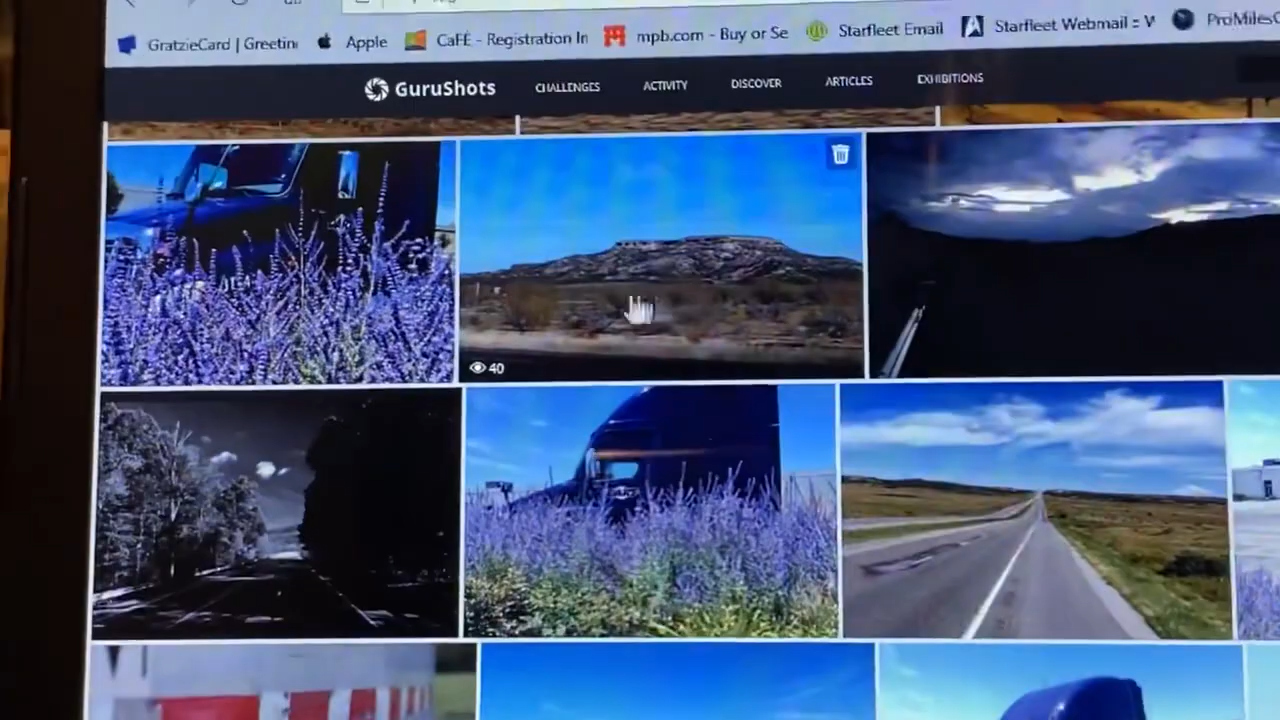 GratzieCard | Greetin Apple CaFÉ - Registration In mpb.com - Buy or Se Starfleet Email Starfleet Webmail :: W ProMiles
GuruShots CHALLENGES ACTIVITY DISCOVER ARTICLES EXHIBITIONS
40